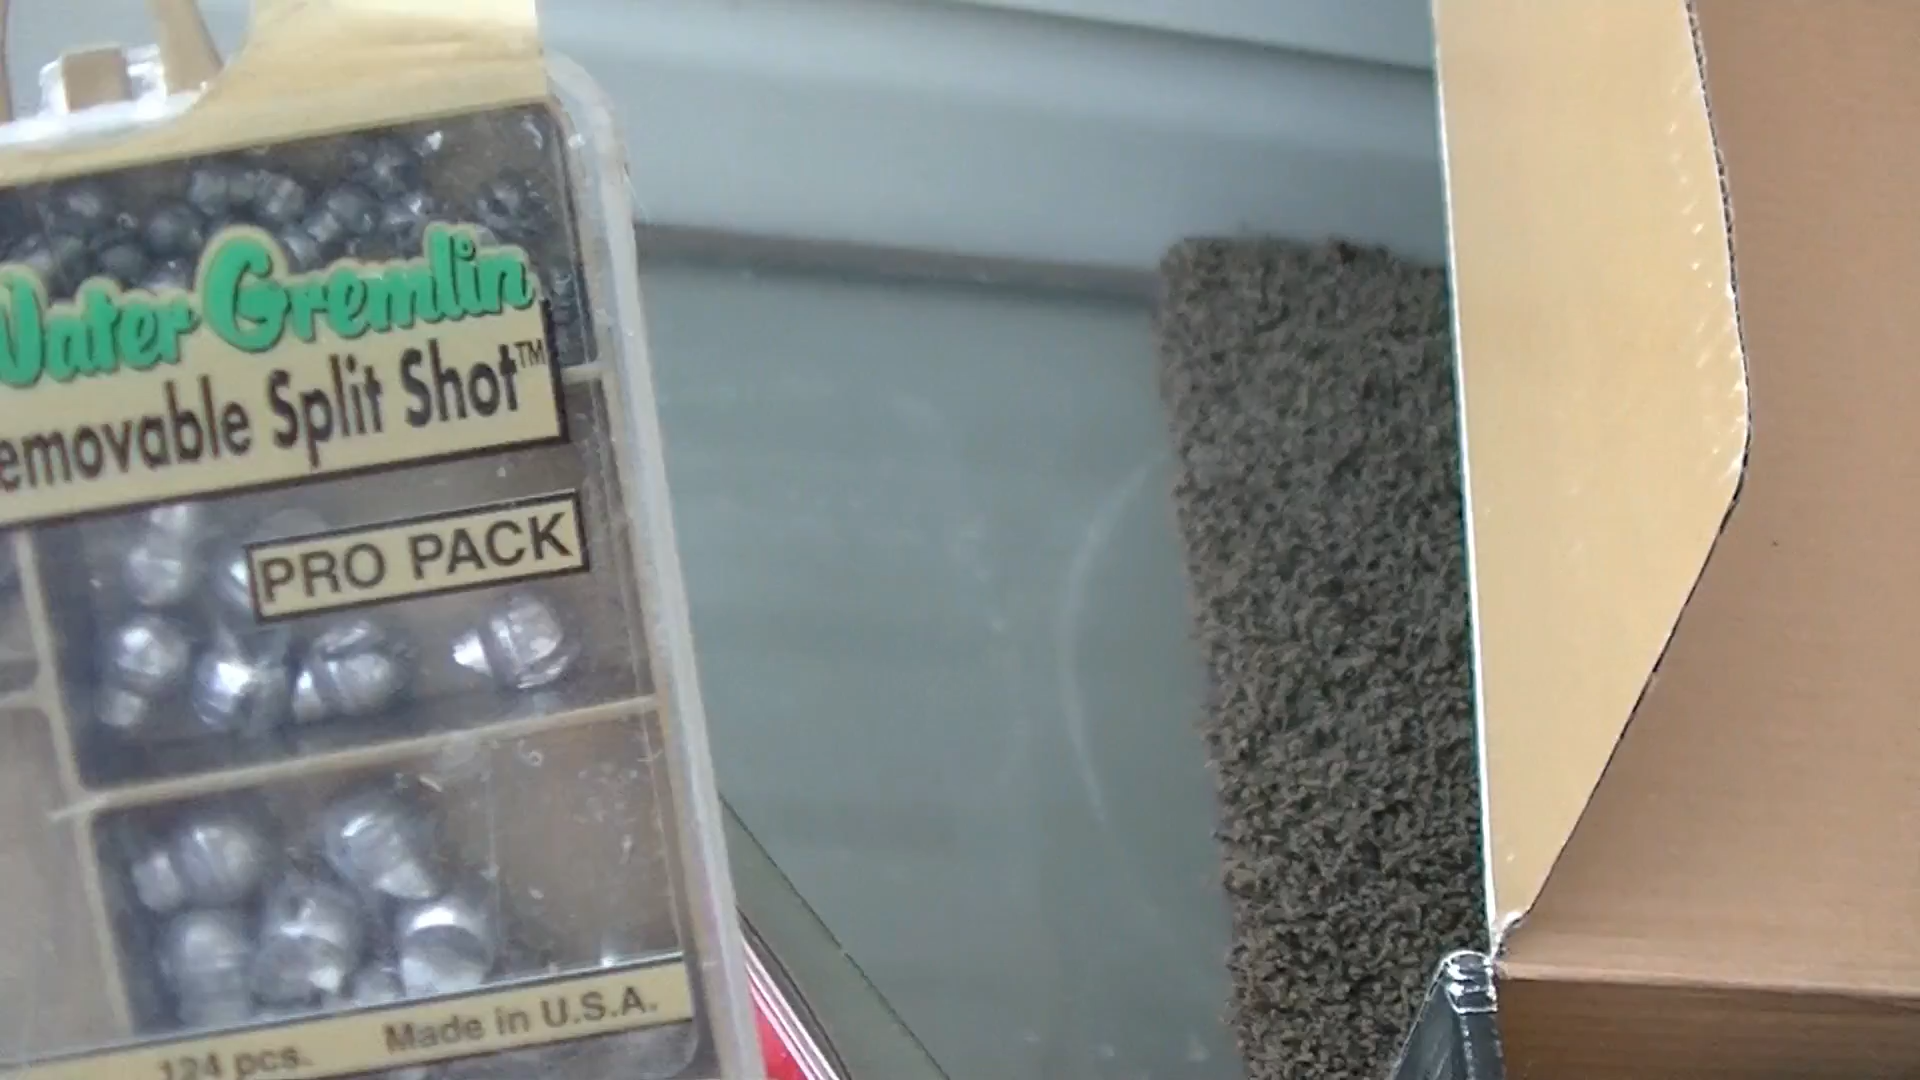 Water Gremlin
emovable Split Shot™
PRO PACK
124 pcs. Made in U.S.A.